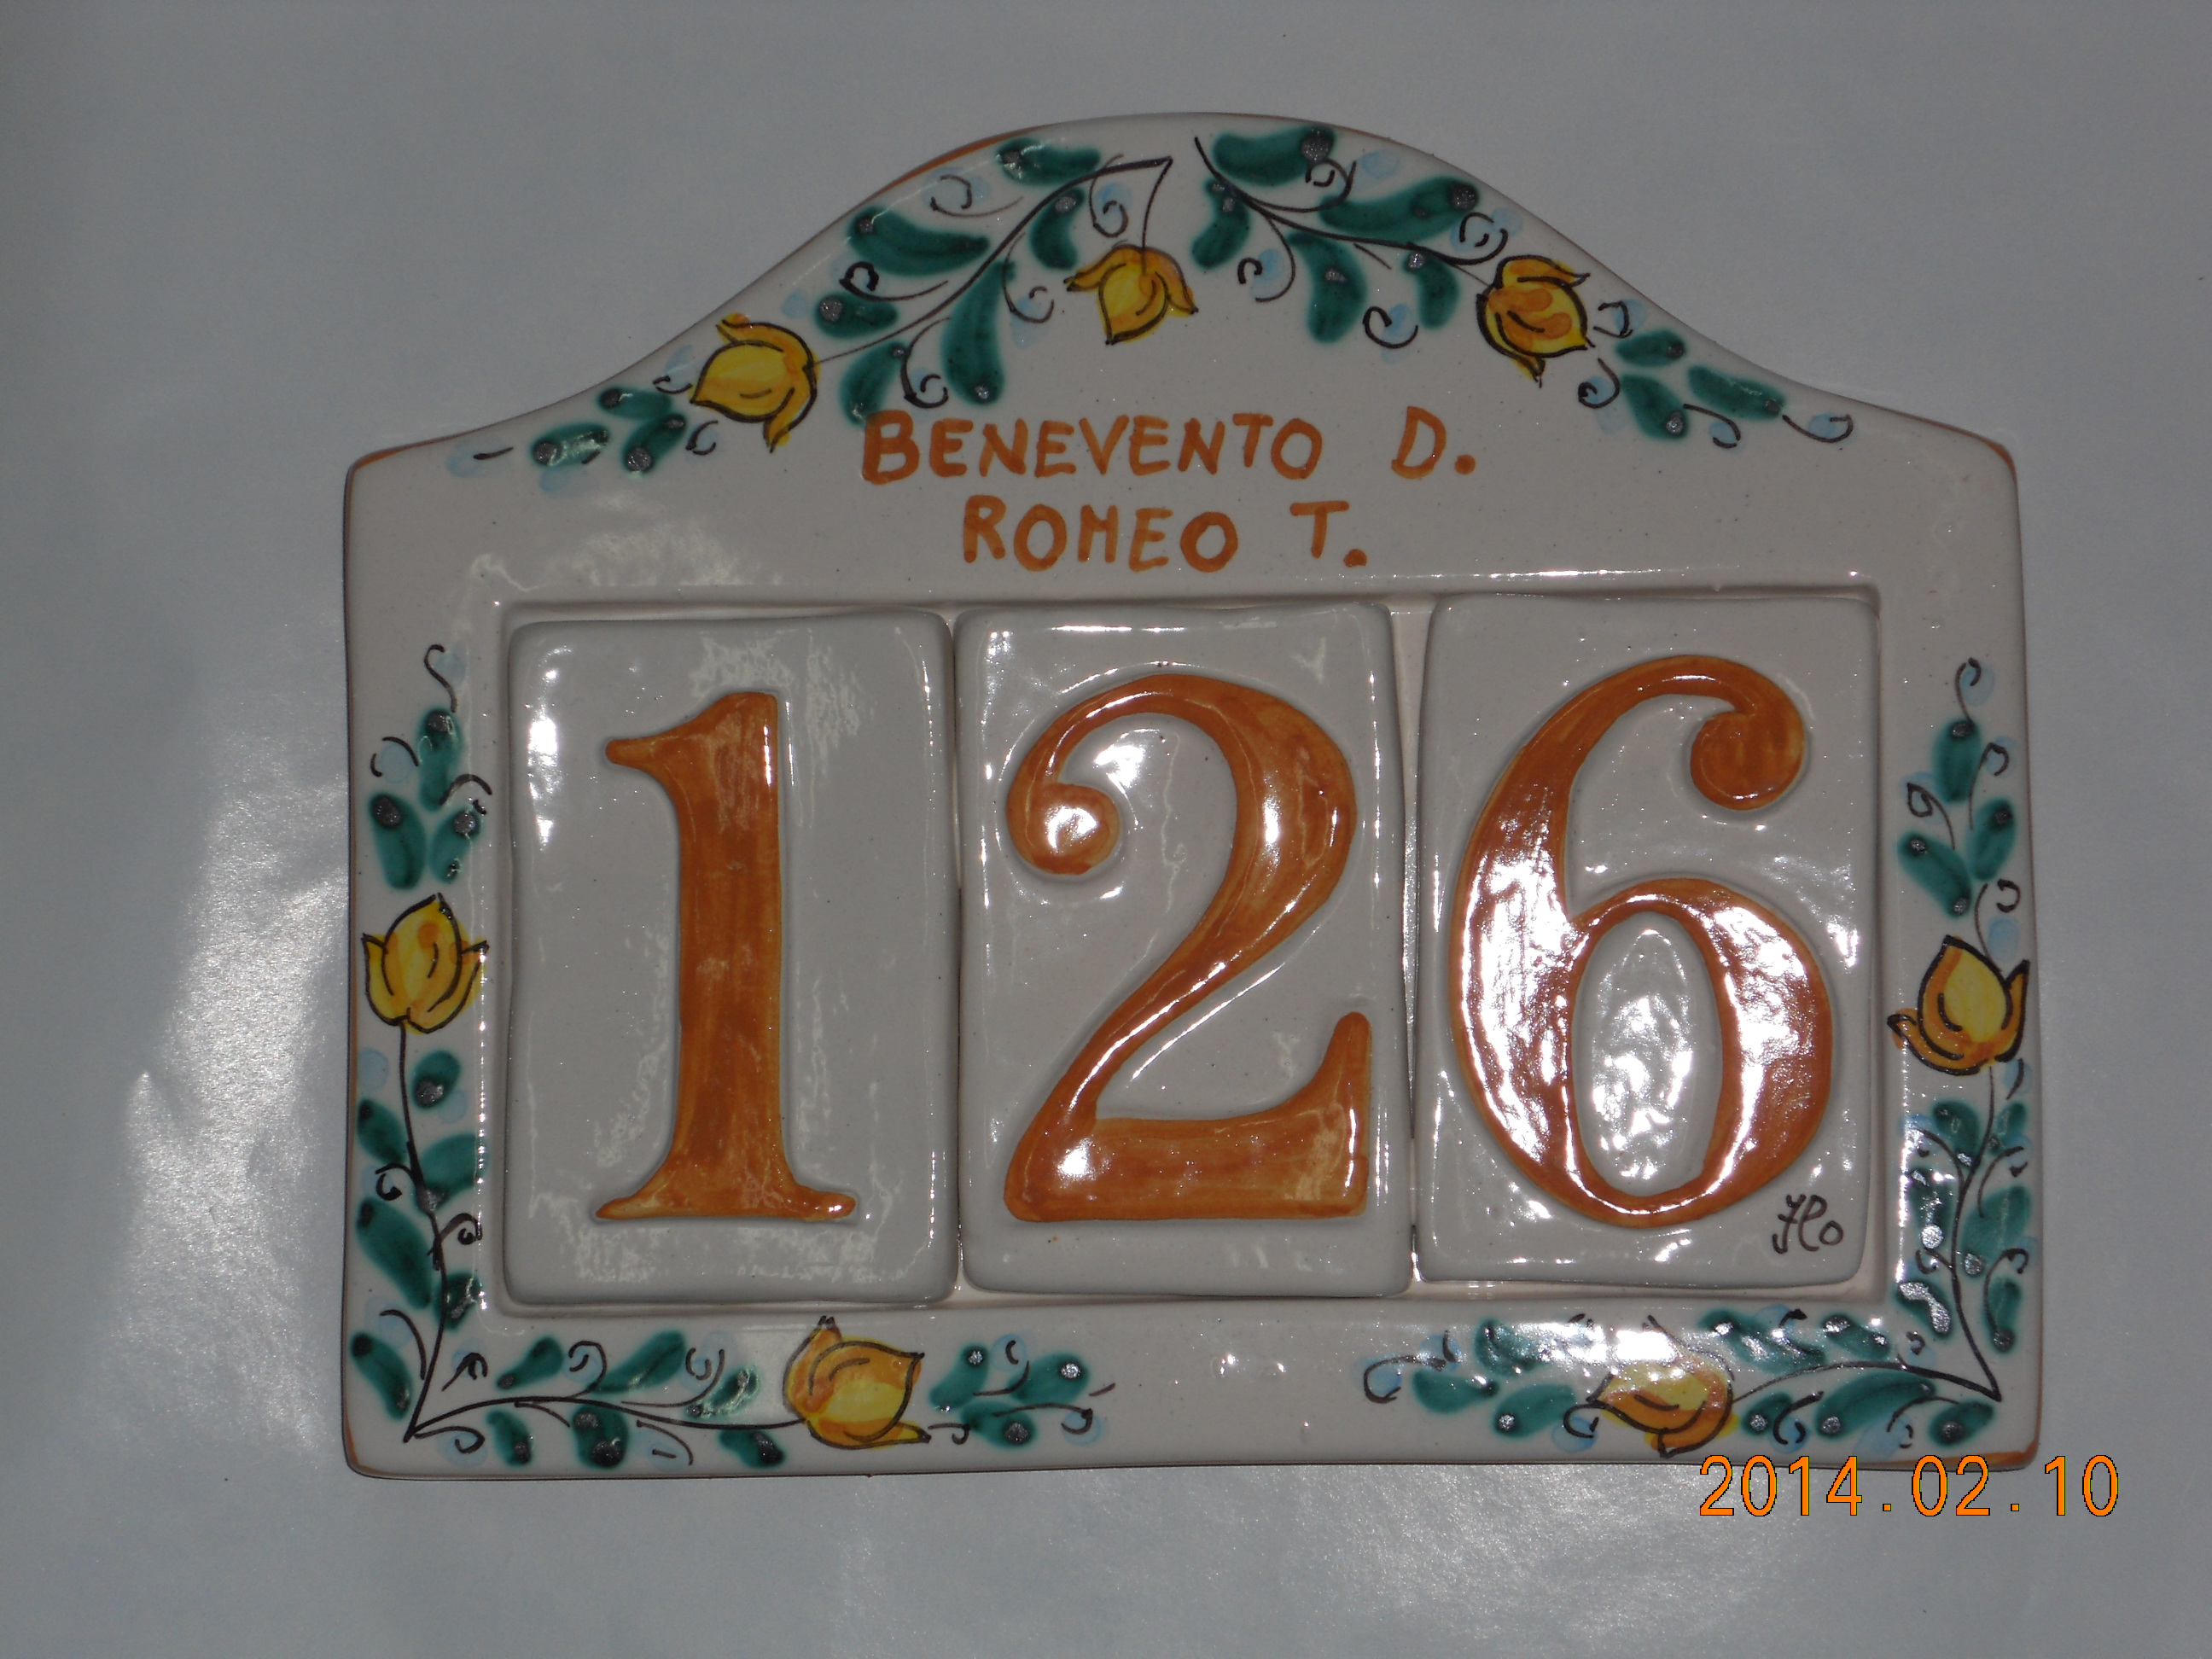 BENEVENTO D.
ROMEO T.
126
2014.02.10